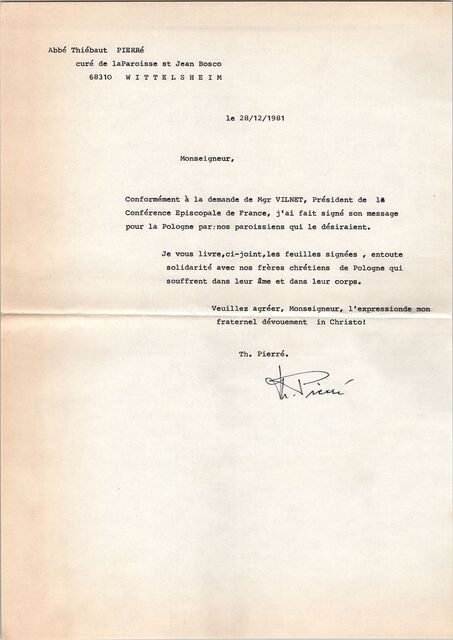 Abbé Thiébaut PIERRé
curé de laParoisse st Jean Bosco
68310 W I T T E L S H E I M
le 28/12/1981
Monseigneur,
Conformément à la demande de Mgr VILNET, Président de la
Conférence Episcopale de France, j'ai fait signé son message
pour la Pologne par:nos paroissiens qui le désiraient.
Je vous livre,ci-joint,les feuilles signées , entoute
solidarité avec nos frères chrétiens de Pologne qui
souffrent dans leur âme et dans leur corps.
Veuillez agréer, Monseigneur, l'expressionde mon
fraternel dévouement in Christo!
Th. Pierré.
Th. Pierré